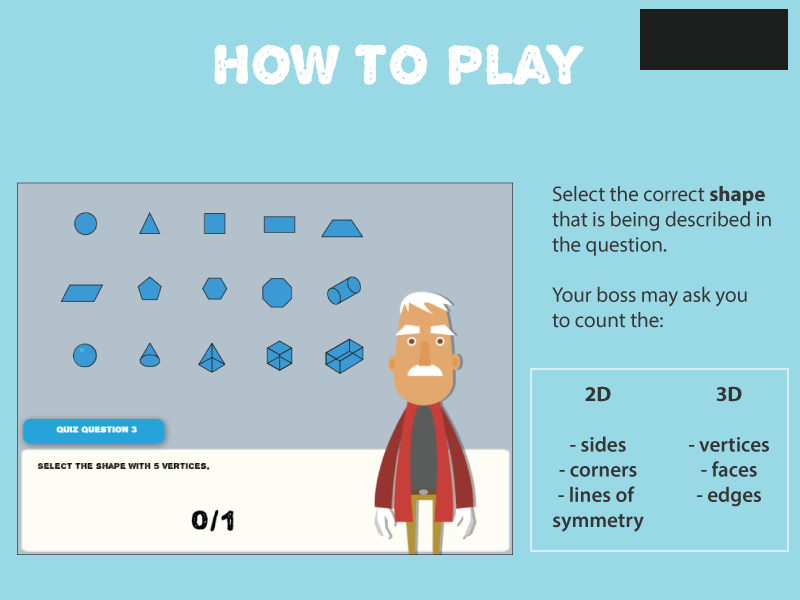 HOW TO PLAY
Select the correct shape
that is being described in
the question.
Your boss may ask you
to count the:
2D
3D
- sides
- corners
- lines of
symmetry
- vertices
- faces
- edges
QUIZ QUESTION 3
SELECT THE SHAPE WITH 5 VERTICES.
0/1